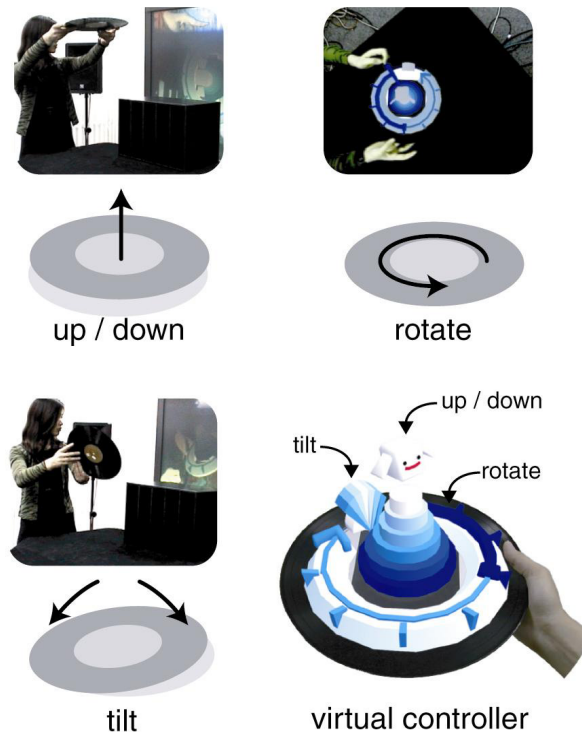 up / down
rotate
up / down
tilt
rotate
tilt
virtual controller